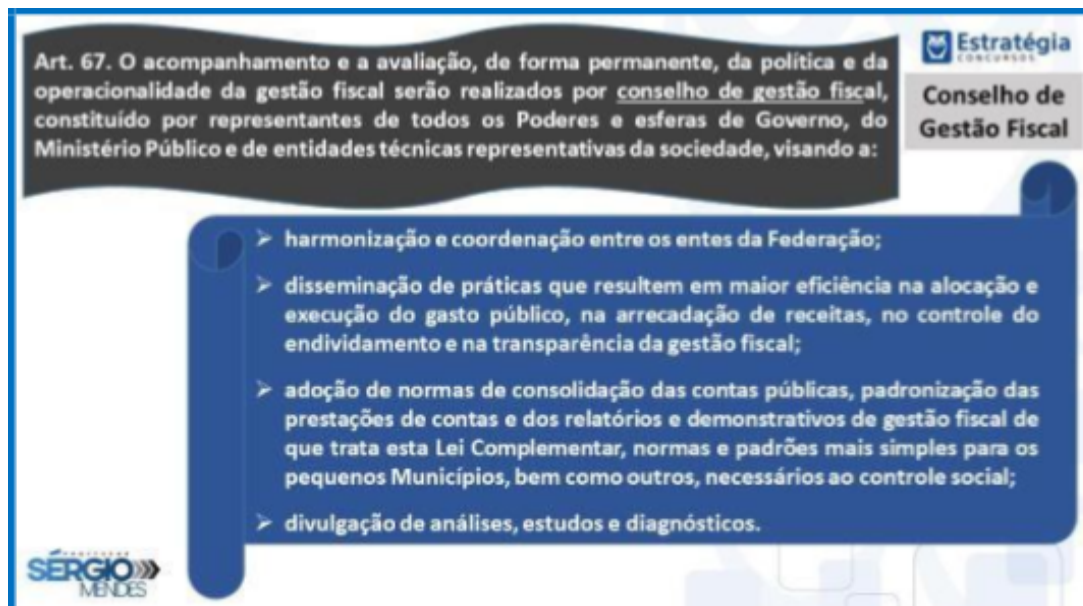 Art. 67. O acompanhamento e a avaliação, de forma permanente, da política e da
operacionalidade da gestão fiscal serão realizados por conselho de gestão fiscal,
constituído por representantes de todos os Poderes e esferas de Governo, do
Ministério Público e de entidades técnicas representativas da sociedade, visando a:
Estratégia
CONCURSOS
Conselho de
Gestão Fiscal
➢ harmonização e coordenação entre os entes da Federação;
➢ disseminação de práticas que resultem em maior eficiência na alocação e
execução do gasto público, na arrecadação de receitas, no controle do
endividamento e na transparência da gestão fiscal;
➢ adoção de normas de consolidação das contas públicas, padronização das
prestações de contas e dos relatórios e demonstrativos de gestão fiscal de
que trata esta Lei Complementar, normas e padrões mais simples para os
pequenos Municípios, bem como outros, necessários ao controle social;
➢ divulgação de análises, estudos e diagnósticos.
PROFESSOR
SÉRGIO
MENDES